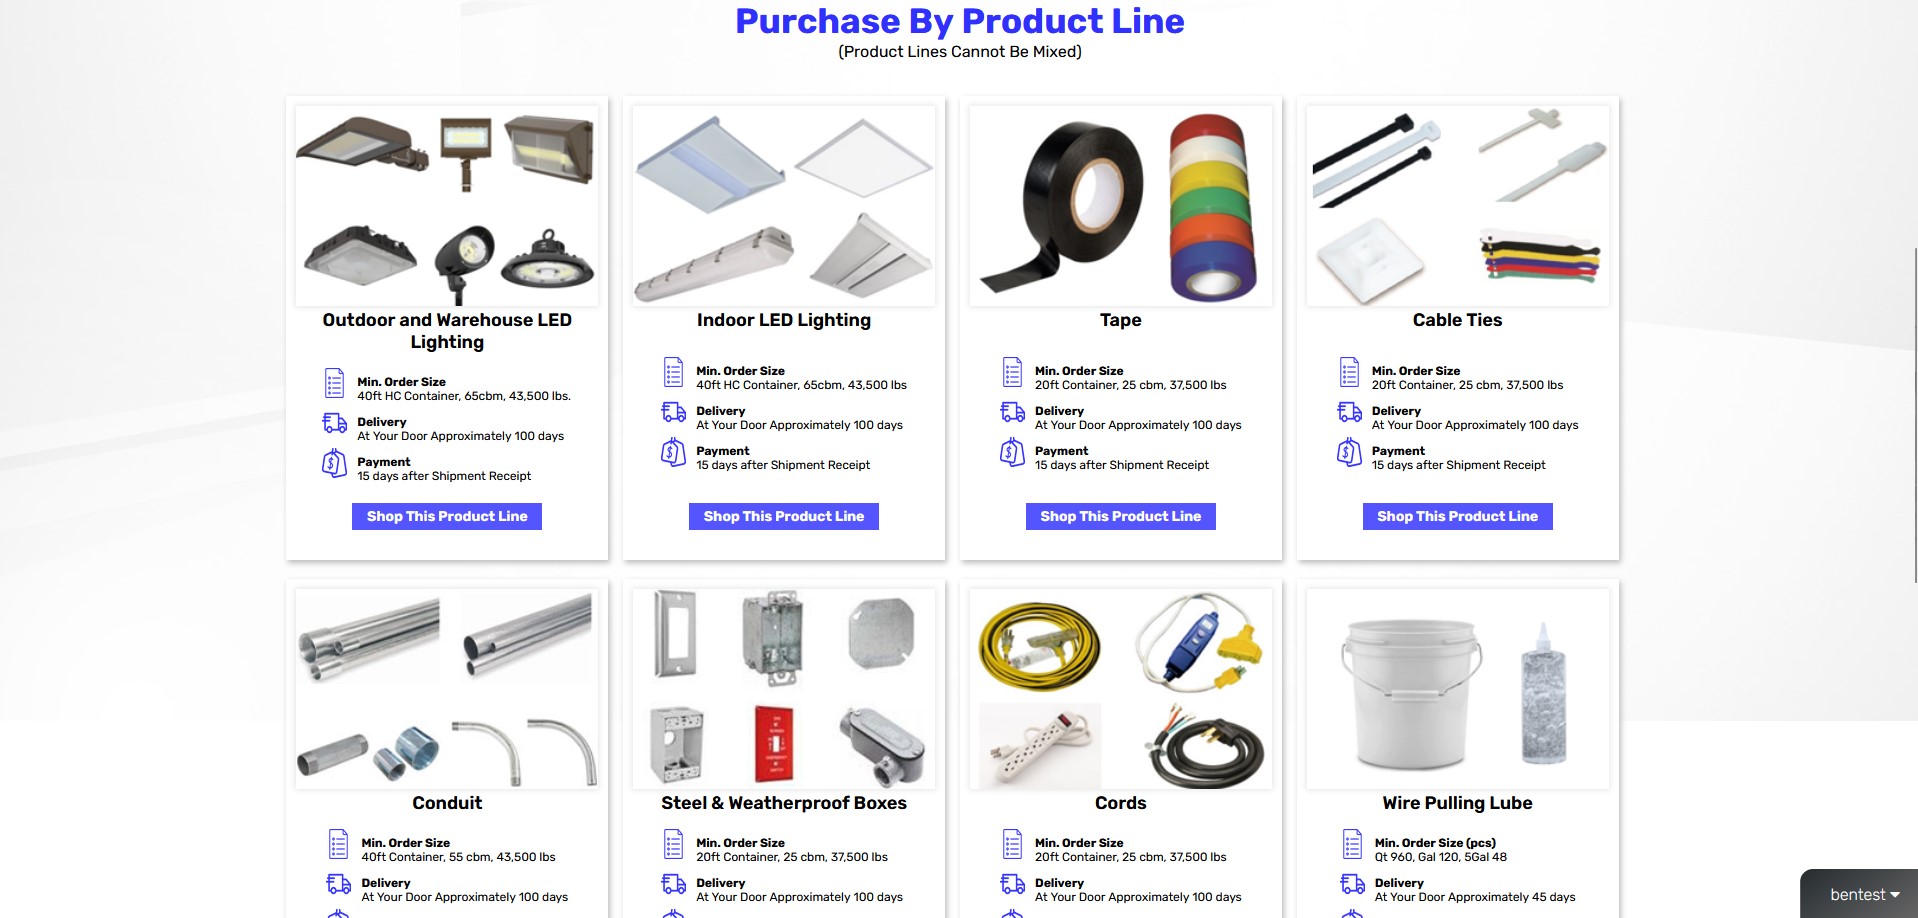 Purchase By Product Line
(Product Lines Cannot Be Mixed)
Outdoor and Warehouse LED
Lighting
Min. Order Size
40ft HC Container, 65cbm, 43,500 lbs.
Delivery
At Your Door Approximately 100 days
Payment
15 days after Shipment Receipt
Shop This Product Line
Indoor LED Lighting
Min. Order Size
40ft HC Container, 65cbm, 43,500 lbs
Delivery
At Your Door Approximately 100 days
Payment
15 days after Shipment Receipt
Shop This Product Line
Tape
Min. Order Size
20ft Container, 25 cbm, 37,500 lbs
Delivery
At Your Door Approximately 100 days
Payment
15 days after Shipment Receipt
Shop This Product Line
Cable Ties
Min. Order Size
20ft Container, 25 cbm, 37,500 lbs
Delivery
At Your Door Approximately 100 days
Payment
15 days after Shipment Receipt
Shop This Product Line
Conduit
Min. Order Size
40ft Container, 55 cbm, 43,500 lbs
Delivery
At Your Door Approximately 100 days
Steel & Weatherproof Boxes
Min. Order Size
20ft Container, 25 cbm, 37,500 lbs
Delivery
At Your Door Approximately 100 days
Cords
Min. Order Size
20ft Container, 25 cbm, 37,500 lbs
Delivery
At Your Door Approximately 100 days
Wire Pulling Lube
Min. Order Size (pcs)
Qt 960, Gal 120, 5Gal 48
Delivery
At Your Door Approximately 45 days
bentest